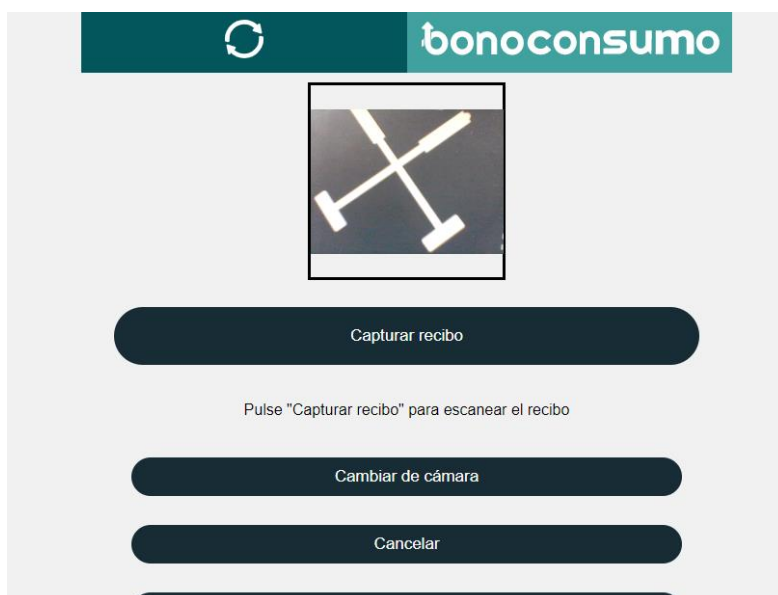 bonoconsumo
Capturar recibo
Pulse "Capturar recibo" para escanear el recibo
Cambiar de cámara
Cancelar